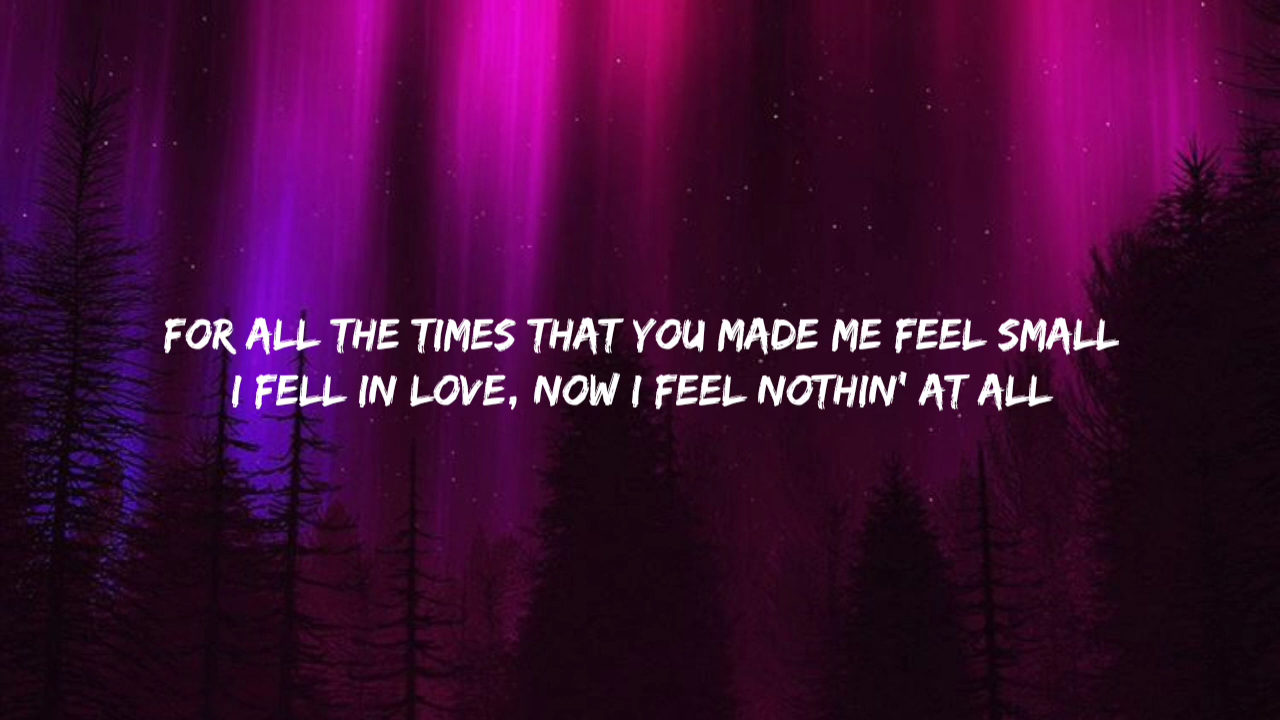 FOR ALL THE TIMES THAT YOU MADE ME FEEL SMALL
I FELL IN LOVE, NOW I FEEL NOTHIN' AT ALL